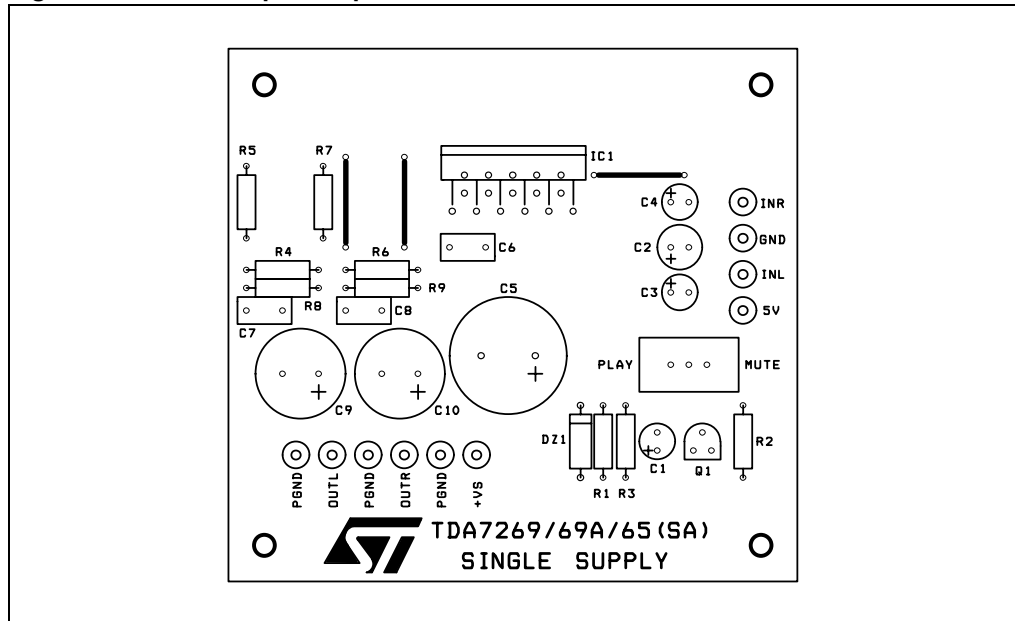 R5
R7
IC1
C4
INR
C2
GND
C6
R4
R6
INL
C3
R9
C5
R8
5V
C7
C8
PLAY
MUTE
C9
C10
DZ1
R2
C1
Q1
R1
R3
PGND
OUTL
PGND
OUTR
PGND
+VS
ST
TDA7269/69A/65(SA)
SINGLE SUPPLY